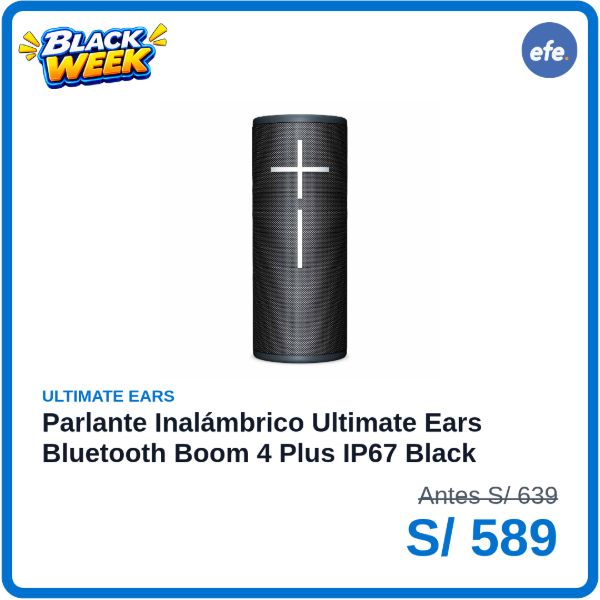 BLACK
WEEK
efe.
ULTIMATE EARS
Parlante Inalámbrico Ultimate Ears
Bluetooth Boom 4 Plus IP67 Black
Antes S/ 639
S/ 589